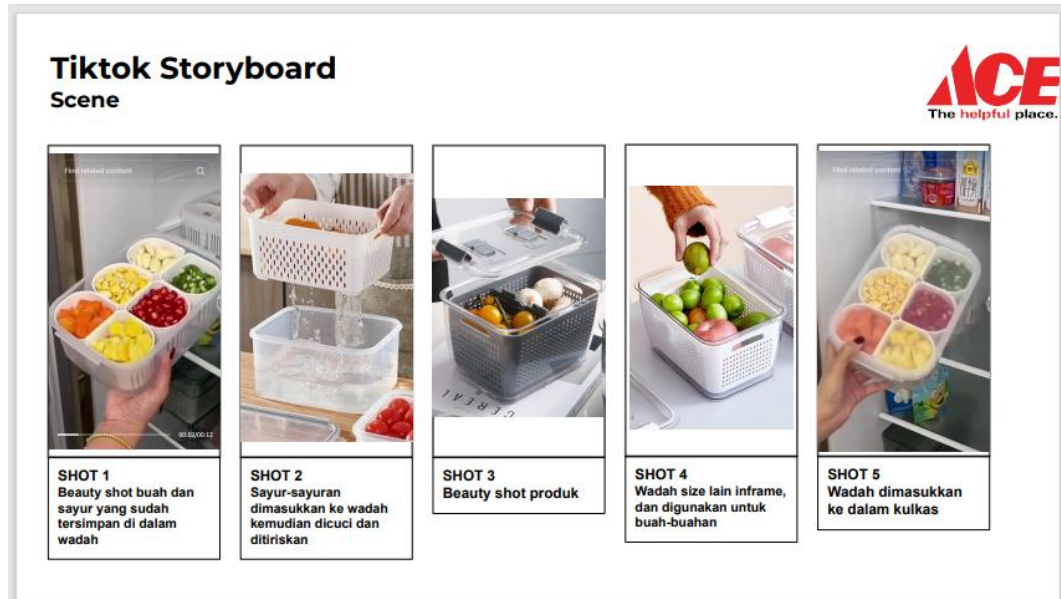 Tiktok Storyboard
Scene
ACE
The helpful place.
Find related content
00:02/00:12
CEREAL
Find related content
SHOT 1
Beauty shot buah dan
sayur yang sudah
tersimpan di dalam
wadah
SHOT 2
Sayur-sayuran
dimasukkan ke wadah
kemudian dicuci dan
ditiriskan
SHOT 3
Beauty shot produk
SHOT 4
Wadah size lain inframe,
dan digunakan untuk
buah-buahan
SHOT 5
Wadah dimasukkan
ke dalam kulkas